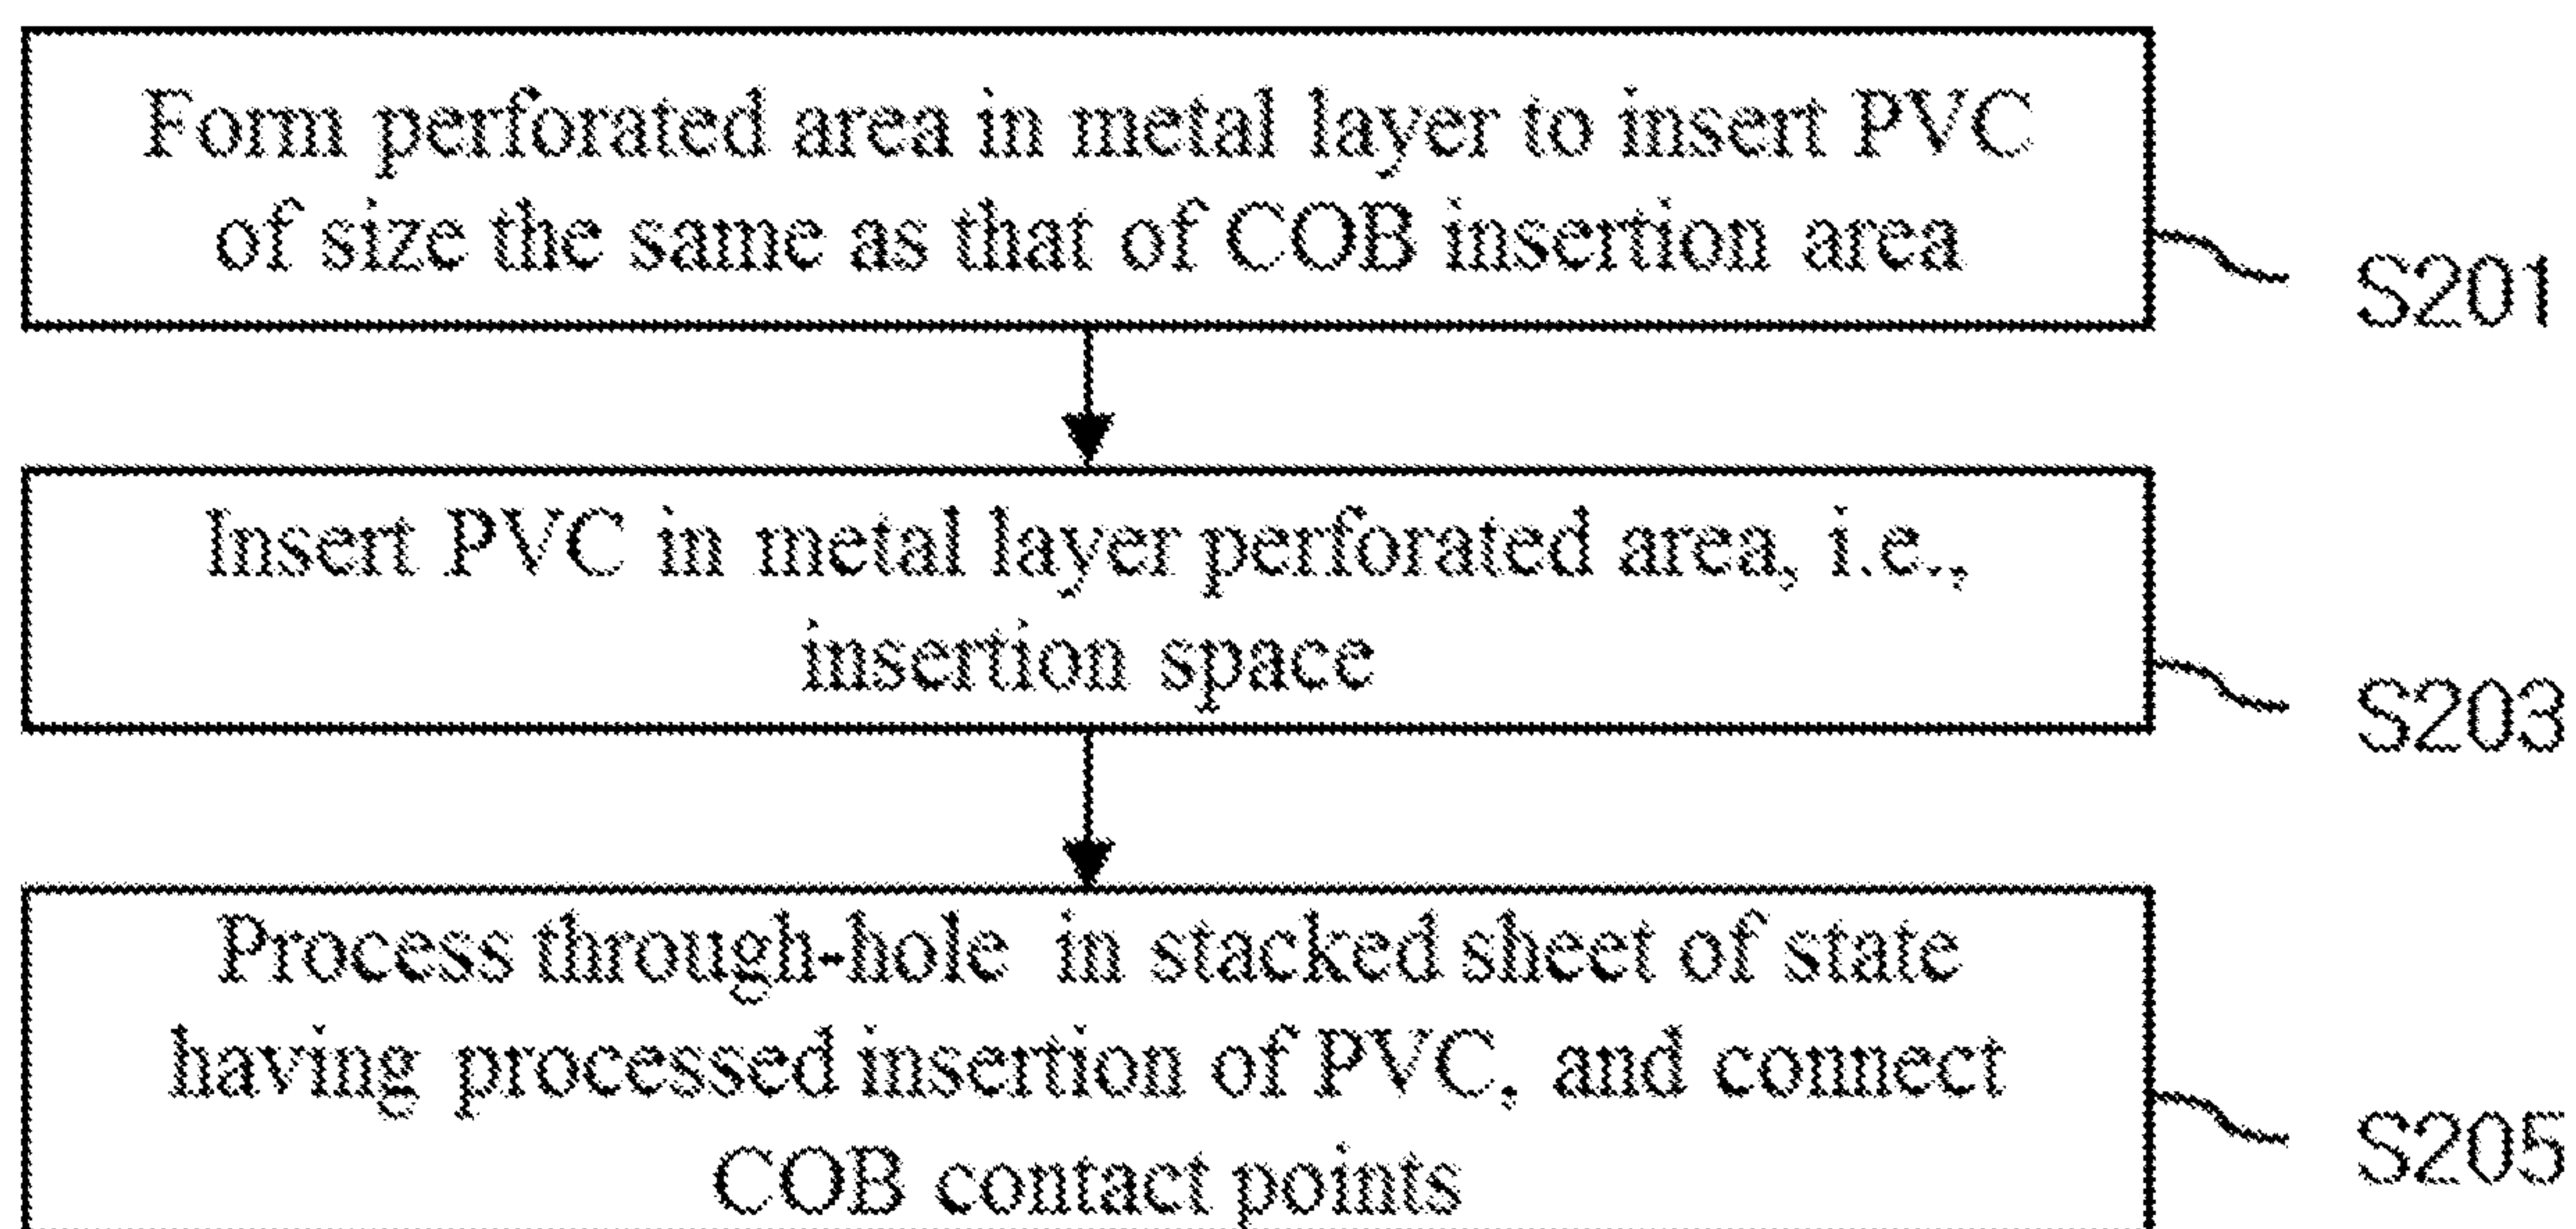 Form perforated area in metal layer to insert PVC
of size the same as that of COB insertion area
S201
Insert PVC in metal layer perforated area, i.e.,
insertion space
S203
Process through-hole in stacked sheet of state
having processed insertion of PVC, and connect
COB contact points
S205